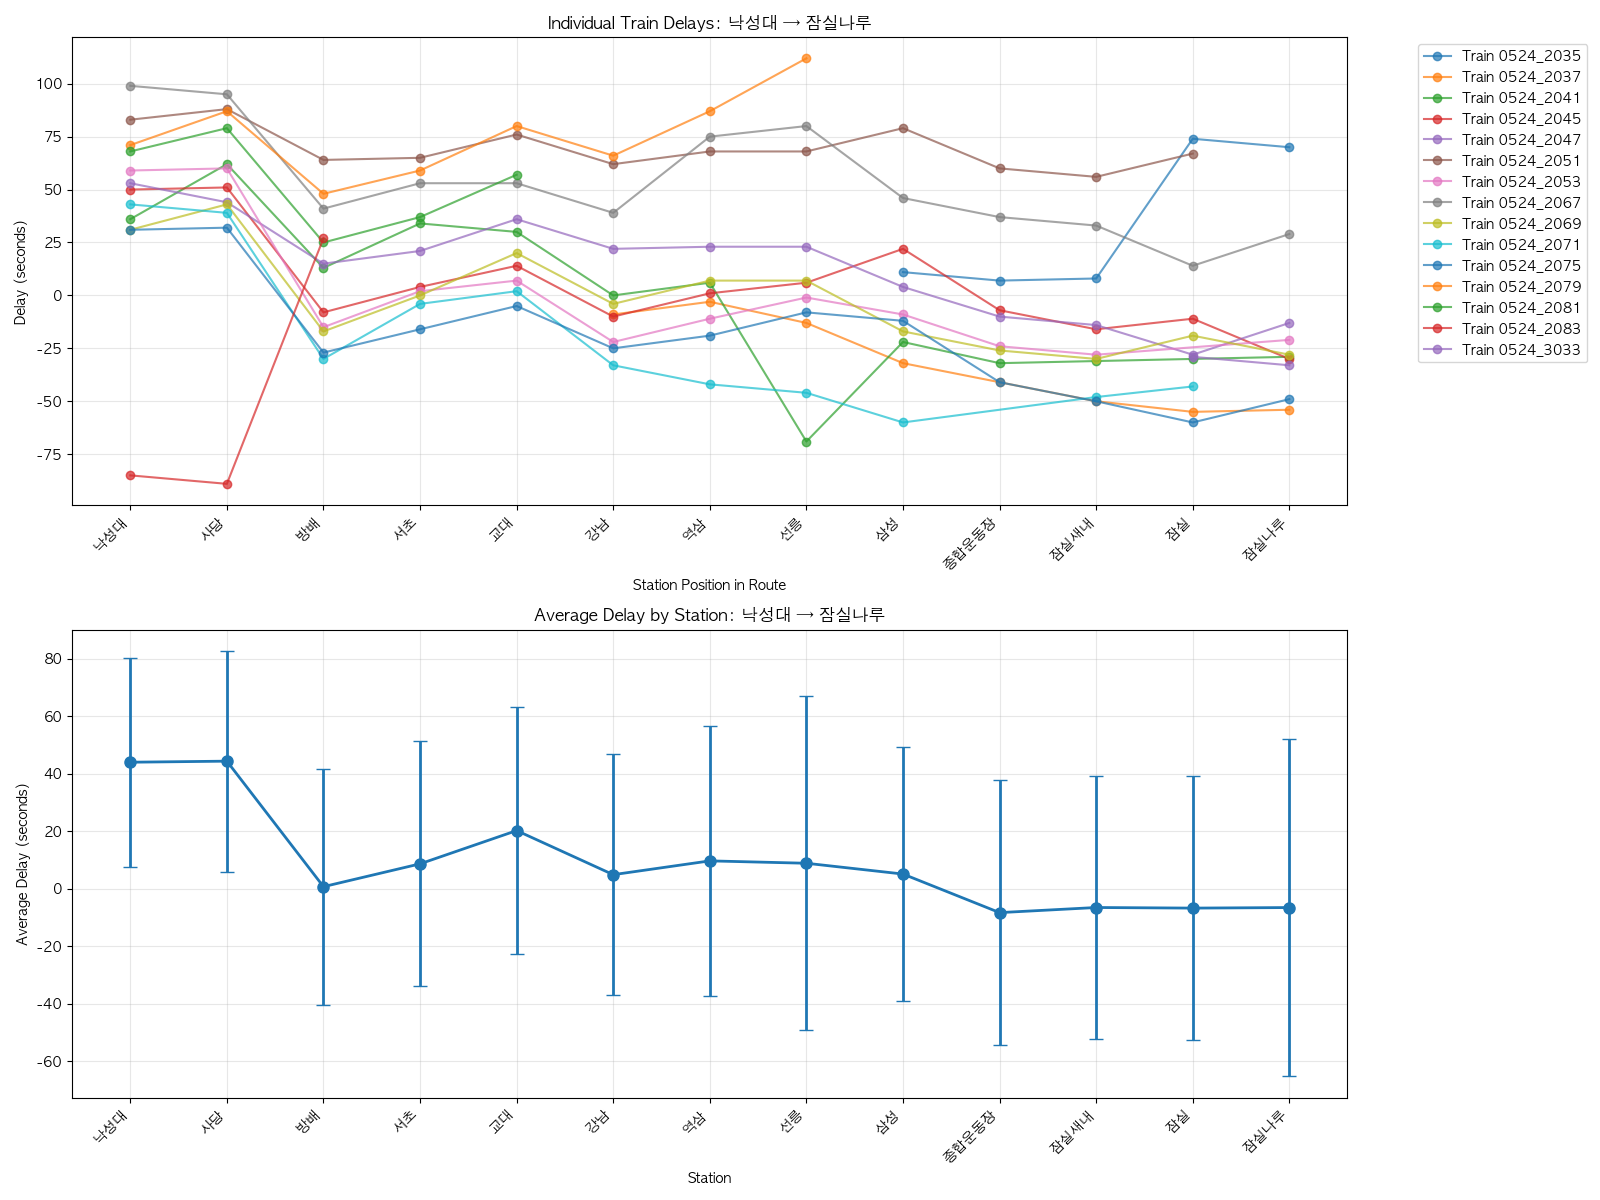 Individual Train Delays: 낙성대 → 잠실나루
Delay (seconds)
100
75
50
25
0
-25
-50
-75
낙성대
사당
방배
서초
교대
강남
역삼
선릉
삼성
종합운동장
잠실새내
잠실
잠실나루
Station Position in Route
Train 0524_2035
Train 0524_2037
Train 0524_2041
Train 0524_2045
Train 0524_2047
Train 0524_2051
Train 0524_2053
Train 0524_2067
Train 0524_2069
Train 0524_2071
Train 0524_2075
Train 0524_2079
Train 0524_2081
Train 0524_2083
Train 0524_3033
Average Delay by Station: 낙성대 → 잠실나루
Average Delay (seconds)
80
60
40
20
0
-20
-40
-60
낙성대
사당
방배
서초
교대
강남
역삼
선릉
삼성
종합운동장
잠실새내
잠실
잠실나루
Station